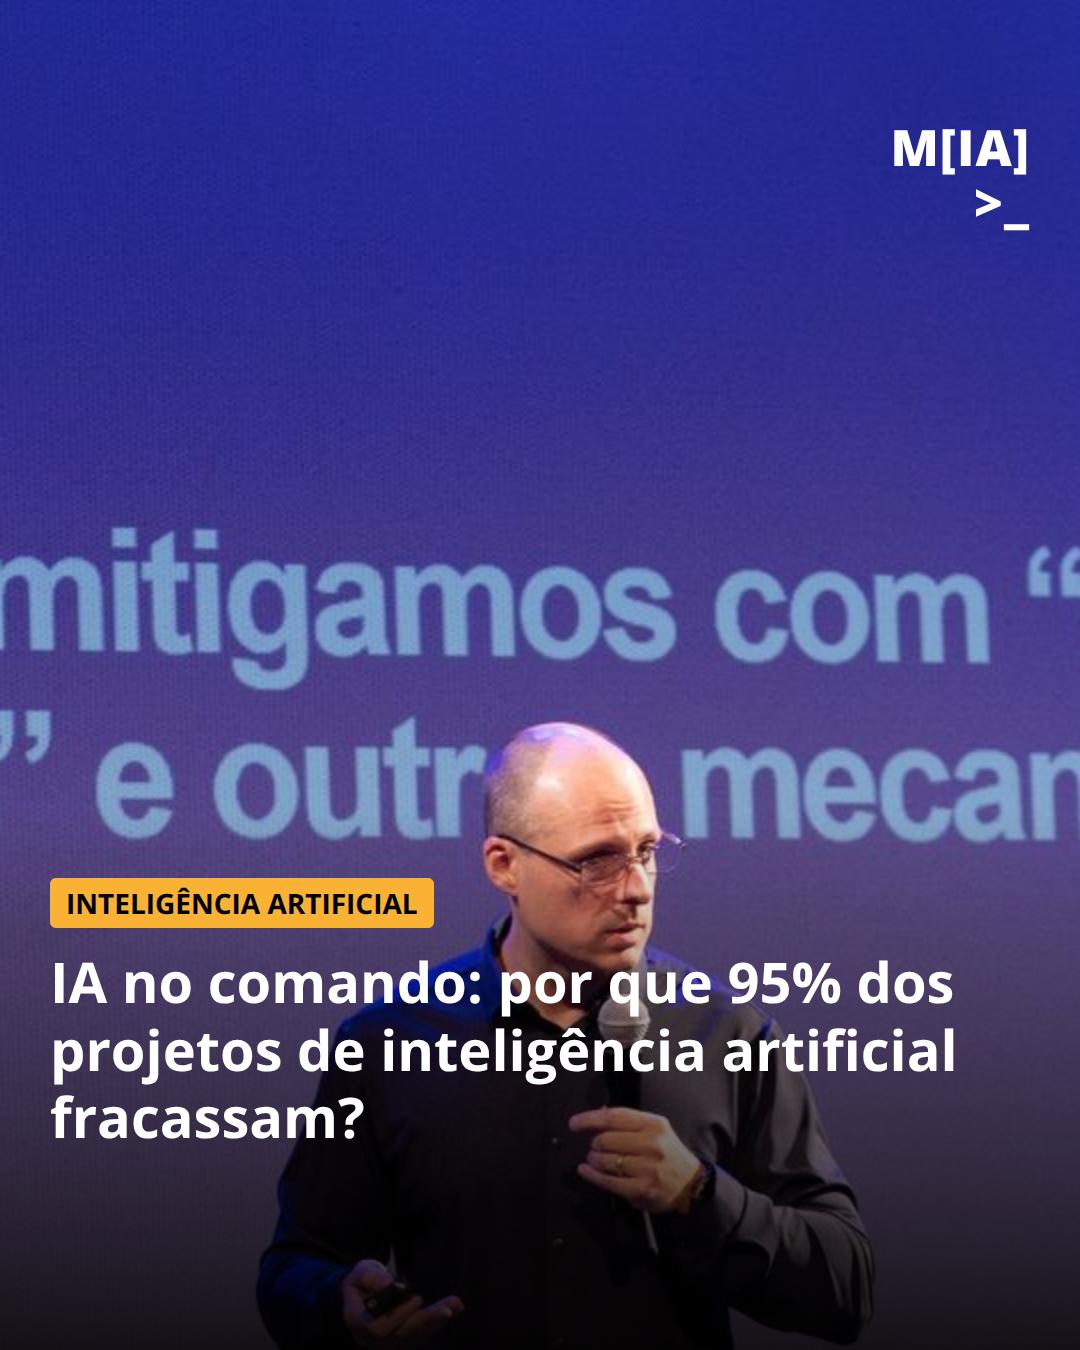 M[IA]
>_
mitigamos com “
” e outr mecan
INTELIGÊNCIA ARTIFICIAL
IA no comando: por que 95% dos
projetos de inteligência artificial
fracassam?